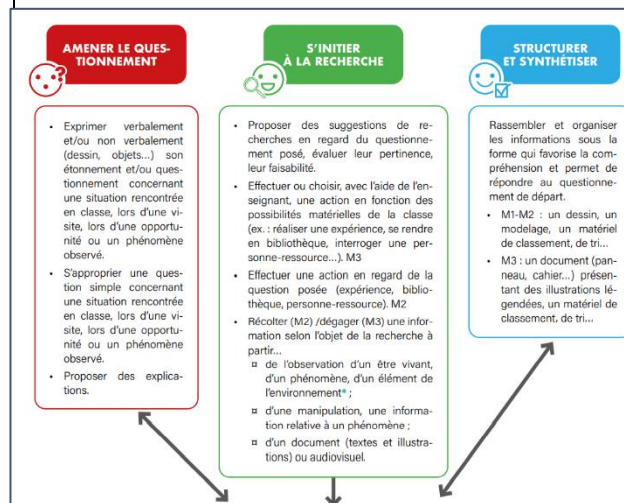 AMENER LE QUES-
TIONNEMENT
• Exprimer verbalement
et/ou non verbalement
(dessin, objets...) son
étonnement et/ou ques-
tionnement concernant
une situation rencontrée
en classe, lors d'une vi-
site, lors d'une opportu-
nité ou un phénomène
observé.
• S'approprier une ques-
tion simple concernant
une situation rencontrée
en classe, lors d'une vi-
site, lors d'une opportu-
nité ou un phénomène
observé.
• Proposer des explica-
tions.
S'INITIER
À LA RECHERCHE
• Proposer des suggestions de re-
cherches en regard du questionne-
ment posé, évaluer leur pertinence,
leur faisabilité.
• Effectuer ou choisir, avec l'aide de l'en-
seignant, une action en fonction des
possibilités matérielles de la classe
(ex. : réaliser une expérience, se rendre
en bibliothèque, interroger une per-
sonne-ressource...). M3
• Effectuer une action en regard de la
question posée (expérience, biblio-
thèque, personne-ressource). M2
• Récolter (M2) /dégager (M3) une infor-
mation selon l'objet de la recherche à
partir...
¤ de l'observation d'un être vivant,
d'un phénomène, d'un élément de
l'environnement* ;
¤ d'une manipulation, une informa-
tion relative à un phénomène ;
¤ d'un document (textes et illustra-
tions) ou audiovisuel.
STRUCTURER
ET SYNTHÉTISER
Rassembler et organiser
les informations sous la
forme qui favorise la com-
préhension et permet de
répondre au questionne-
ment de départ.
• M1-M2 : un dessin, un
modelage, un matériel
de classement, de tri...
• M3 : un document (pan-
neau, cahier...) présen-
tant des illustrations lé-
gendées, un matériel de
classement, de tri...